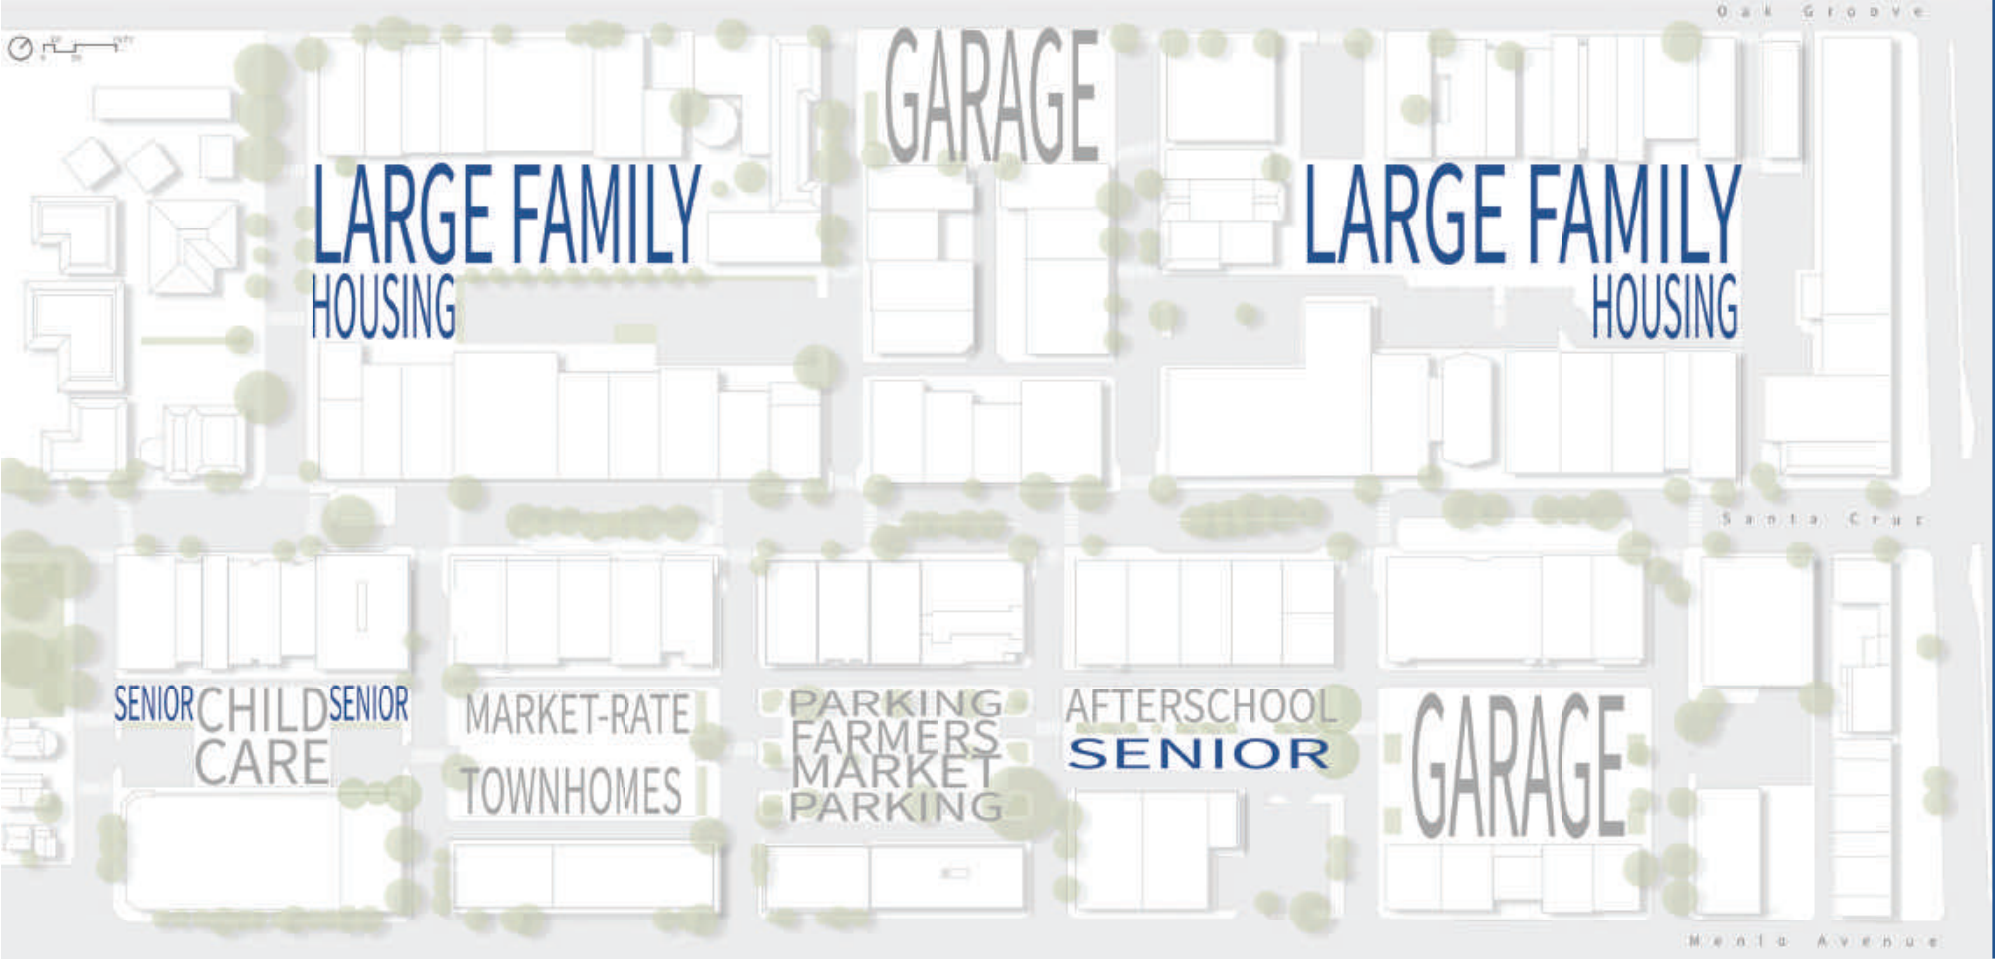 Oak Groove
GARAGE
LARGE FAMILY
HOUSING
LARGE FAMILY
HOUSING
Santa Cruz
SENIOR CHILD SENIOR
CARE
MARKET-RATE
TOWNHOMES
PARKING
FARMERS
MARKET
PARKING
AFTERSCHOOL
SENIOR
GARAGE
Menlo Avenue